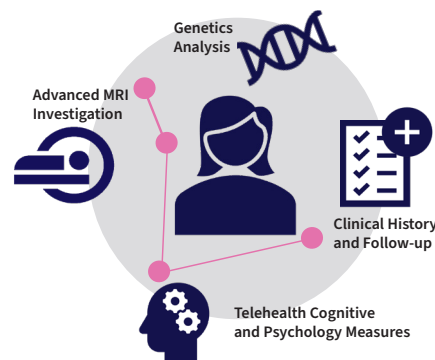 Genetics
Analysis
Advanced MRI
Investigation
Clinical History
and Follow-up
Telehealth Cognitive
and Psychology Measures